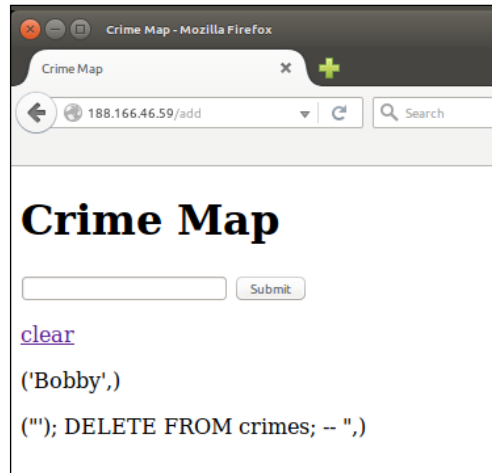 Crime Map - Mozilla Firefox
Crime Map
188.166.46.59/add
Search
Crime Map
Submit
clear
('Bobby',)
("'); DELETE FROM crimes; -- ",)